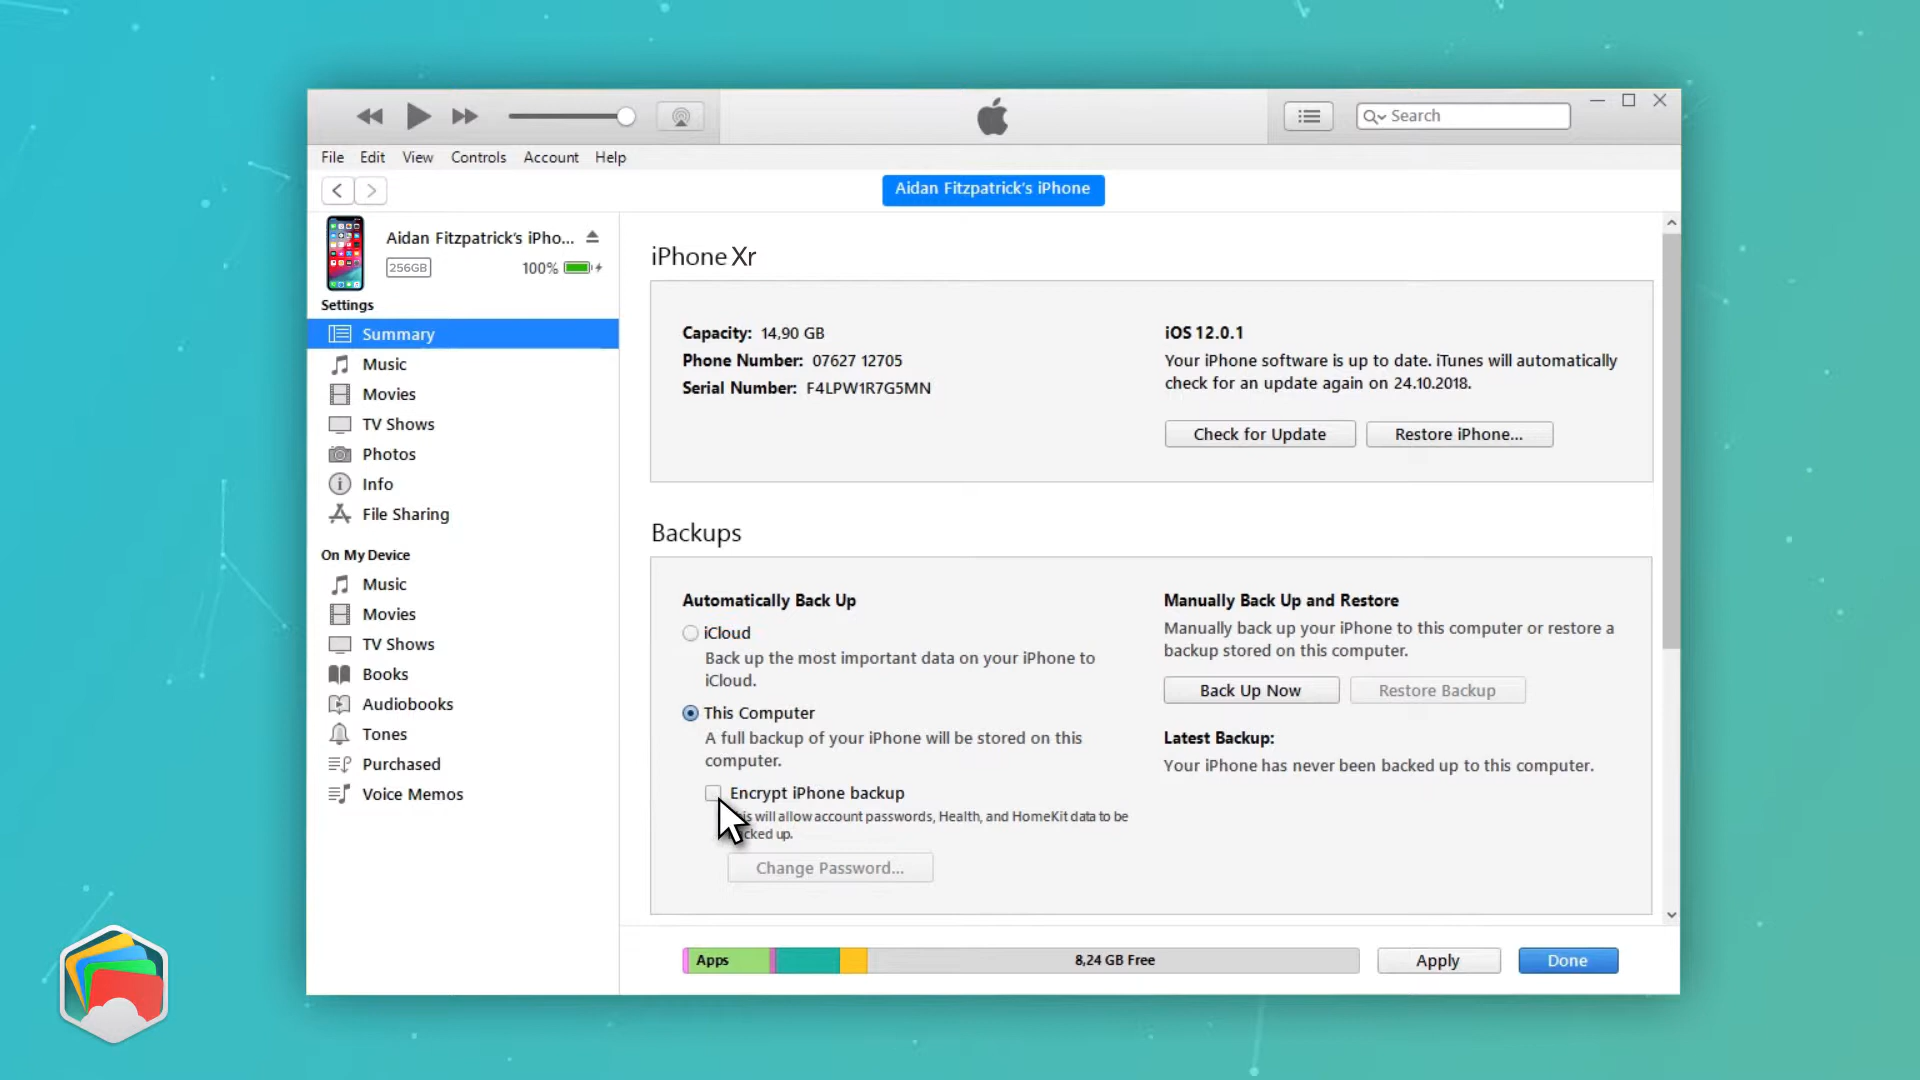 Search
File Edit View Controls Account Help
Aidan Fitzpatrick's iPhone
Aidan Fitzpatrick's iPho...
256GB
100%
Settings
Summary
Music
Movies
TV Shows
Photos
Info
File Sharing
On My Device
Music
Movies
TV Shows
Books
Audiobooks
Tones
Purchased
Voice Memos
iPhone Xr
Capacity: 14,90 GB
Phone Number: 07627 12705
Serial Number: F4LPW1R7G5MN
iOS 12.0.1
Your iPhone software is up to date. iTunes will automatically
check for an update again on 24.10.2018.
Check for Update
Restore iPhone...
Backups
Automatically Back Up
iCloud
Back up the most important data on your iPhone to
iCloud.
This Computer
A full backup of your iPhone will be stored on this
computer.
Encrypt iPhone backup
will allow account passwords, Health, and HomeKit data to be
up.
Change Password...
Manually Back Up and Restore
Manually back up your iPhone to this computer or restore a
backup stored on this computer.
Back Up Now
Restore Backup
Latest Backup:
Your iPhone has never been backed up to this computer.
Apps
8,24 GB Free
Apply
Done